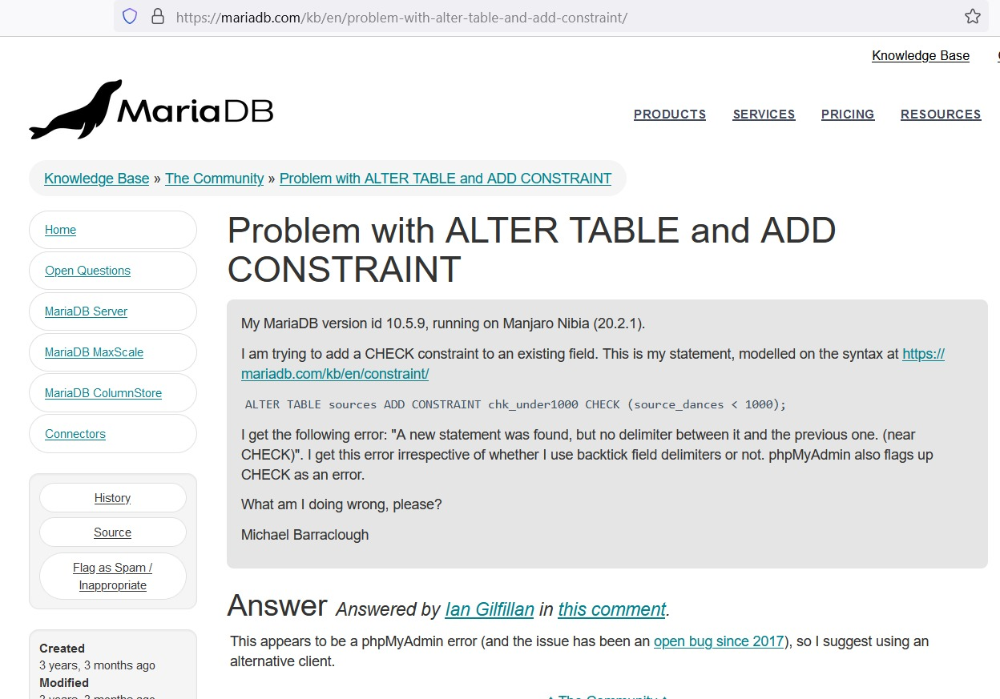 https://mariadb.com/kb/en/problem-with-alter-table-and-add-constraint/
Knowledge Base
MariaDB
PRODUCTS SERVICES PRICING RESOURCES
Knowledge Base » The Community » Problem with ALTER TABLE and ADD CONSTRAINT
Home
Open Questions
MariaDB Server
MariaDB MaxScale
MariaDB ColumnStore
Connectors
History
Source
Flag as Spam /
Inappropriate
Created
3 years, 3 months ago
Modified
Problem with ALTER TABLE and ADD
CONSTRAINT
My MariaDB version id 10.5.9, running on Manjaro Nibia (20.2.1).
I am trying to add a CHECK constraint to an existing field. This is my statement, modelled on the syntax at https://
mariadb.com/kb/en/constraint/
ALTER TABLE sources ADD CONSTRAINT chk_under1000 CHECK (source_dances < 1000);
I get the following error: "A new statement was found, but no delimiter between it and the previous one. (near
CHECK)". I get this error irrespective of whether I use backtick field delimiters or not. phpMyAdmin also flags up
CHECK as an error.
What am I doing wrong, please?
Michael Barraclough
Answer Answered by Ian Gilfillan in this comment.
This appears to be a phpMyAdmin error (and the issue has been an open bug since 2017), so I suggest using an
alternative client.
The Community